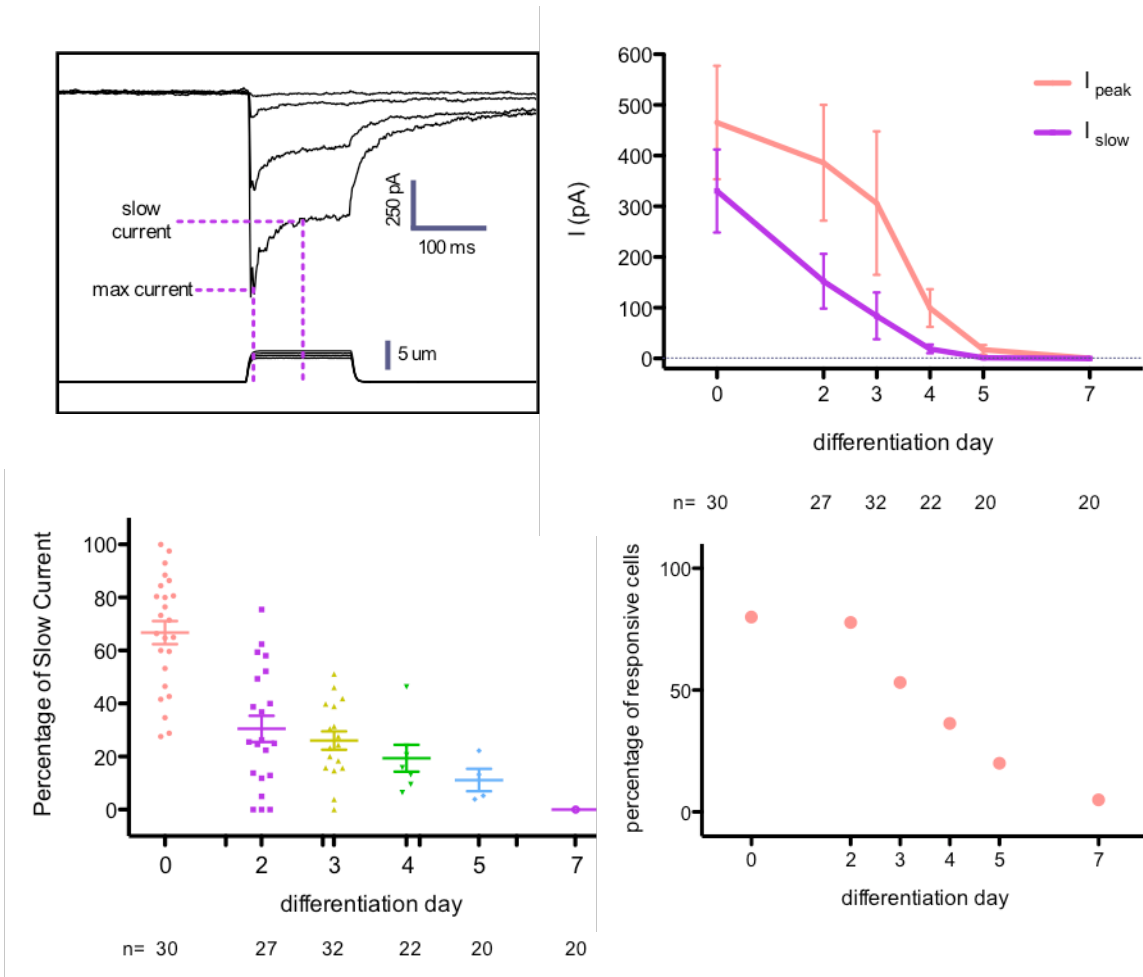 slow
current
max current
250 pA
100 ms
5 um
600
500
400
300
200
100
0
I (pA)
I peak
I slow
0 2 3 4 5 7
differentiation day
n= 30 27 32 22 20 20
100
80
60
40
20
0
Percentage of Slow Current
0 2 3 4 5 7
differentiation day
n= 30 27 32 22 20 20
100
50
0
percentage of responsive cells
0 2 3 4 5 7
differentiation day